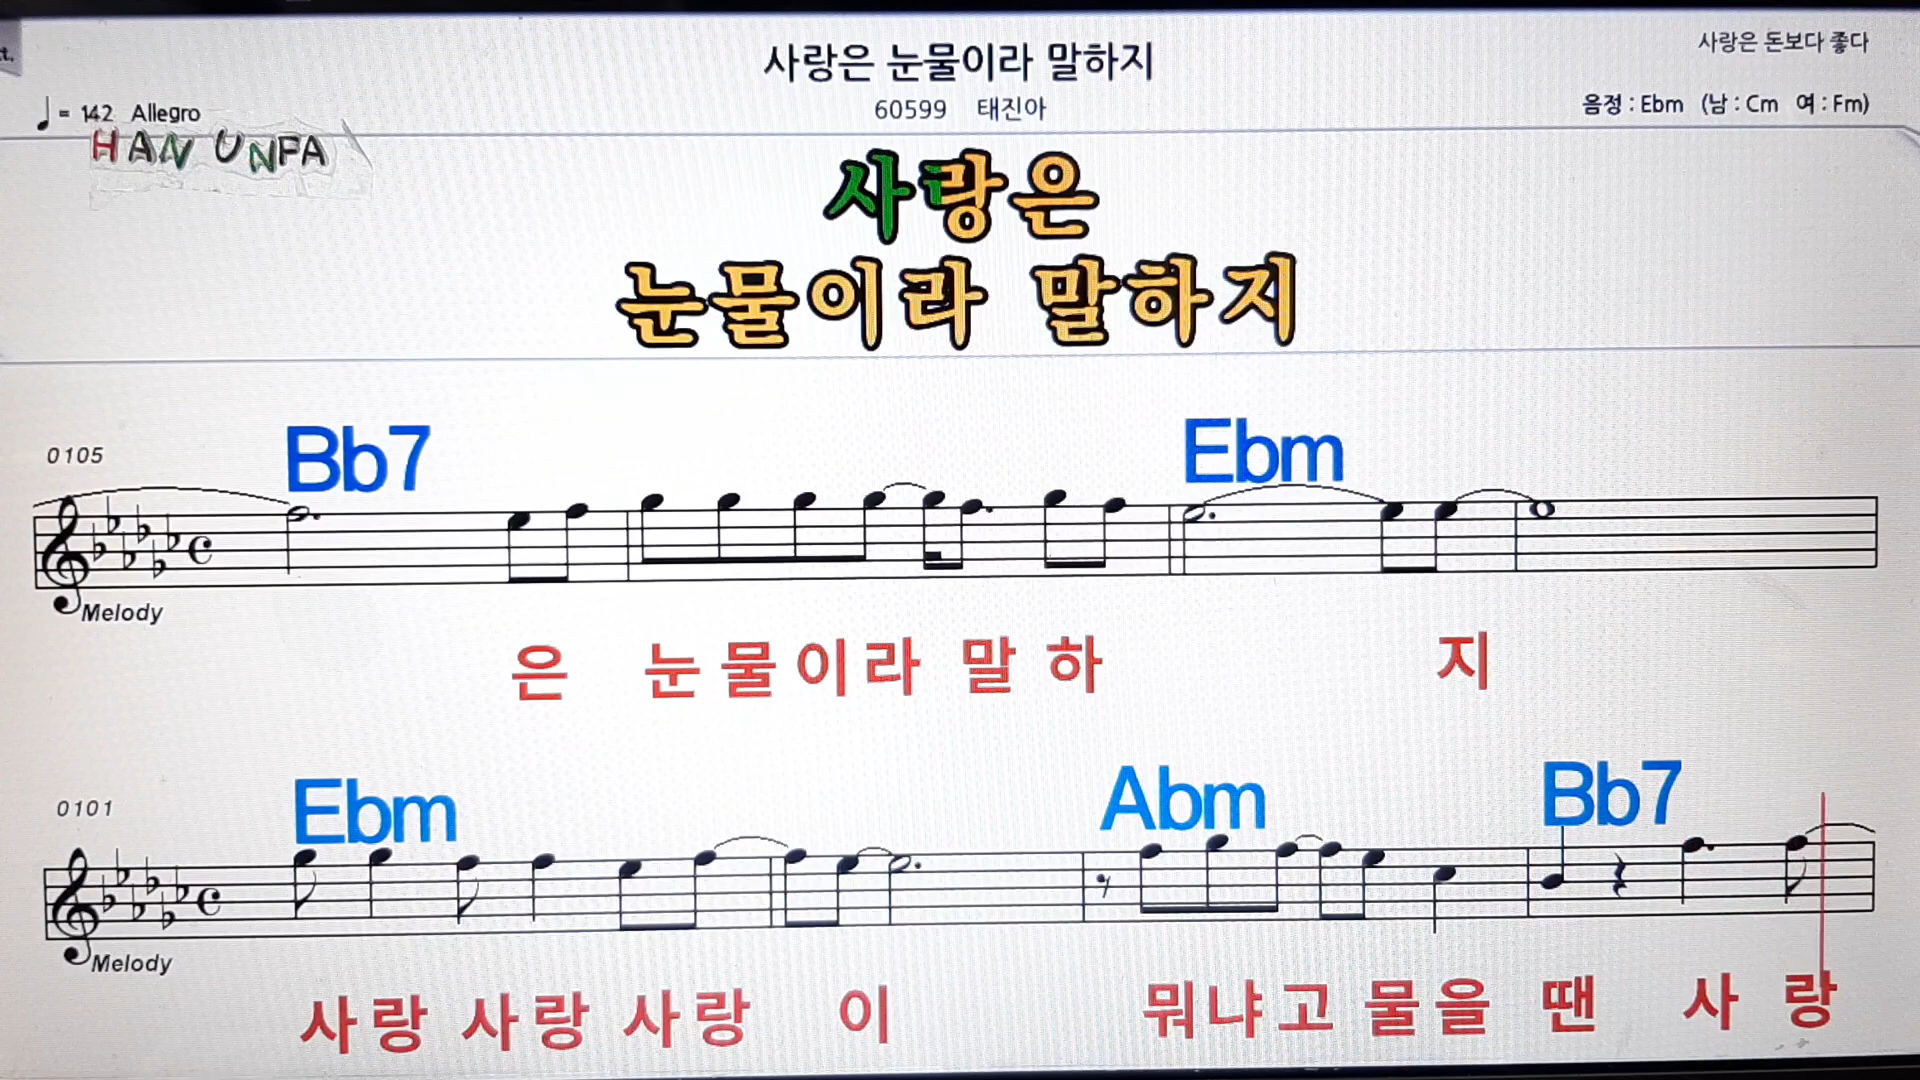 사랑은 눈물이라 말하지
사랑은 돈보다 좋다
= 142 Allegro
60599 태진아
음정 : Ebm (남 : Cm 여 : Fm)
HAN UNFA
사랑은
눈물이라 말하지
0105
Bb7 Ebm
Melody
은 눈물이라 말하 지
0101
Ebm Abm Bb7
Melody
사랑 사랑 사랑 이 뭐냐고 물을 땐 사랑